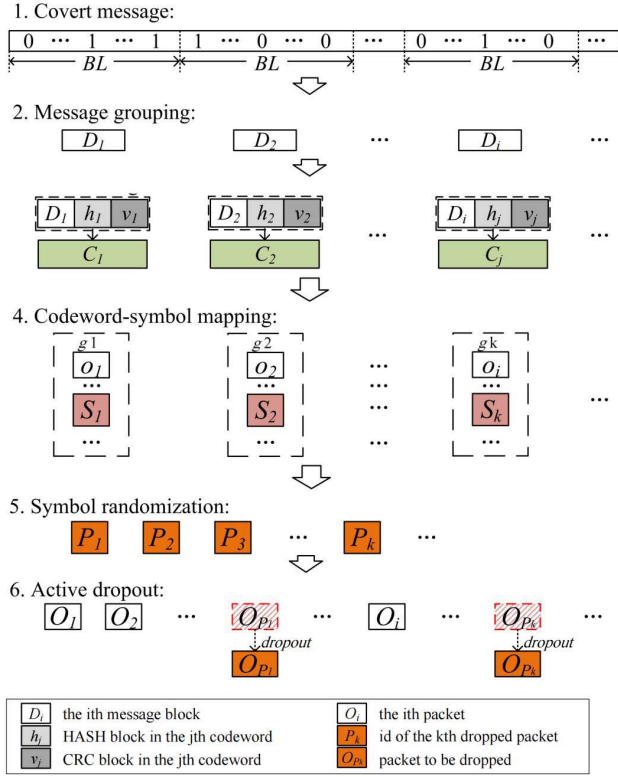 1. Covert message:
0 ··· 1 ··· 1 1 ··· 0 ··· 0 ··· 0 ··· 1 ··· 0 ···
BL BL BL
2. Message grouping:
D1 D2 ··· Di ···
D1 h1 v1 D2 h2 v2 ··· Di hj vj ···
C1 C2 Cj
4. Codeword-symbol mapping:
g1 g2 gk
o1 o2 ··· oi
··· ··· ··· ···
S1 S2 ··· Sk ···
··· ··· ··· ···
5. Symbol randomization:
P1 P2 P3 ··· Pk ···
6. Active dropout:
O1 O2 ··· OP1 ··· Oi ··· OPk ···
dropout dropout
OP1 OPk
Di the ith message block
hj HASH block in the jth codeword
vj CRC block in the jth codeword
Oi the ith packet
Pk id of the kth dropped packet
OPk packet to be dropped